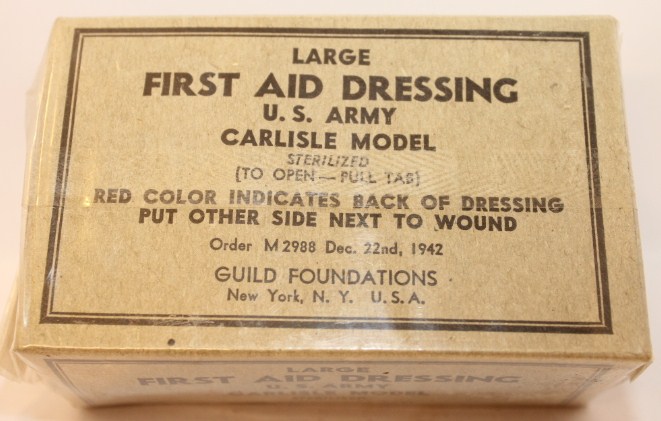 LARGE
FIRST AID DRESSING
U. S. ARMY
CARLISLE MODEL
STERILIZED
(TO OPEN — PULL TAB)
RED COLOR INDICATES BACK OF DRESSING
PUT OTHER SIDE NEXT TO WOUND
Order M 2988 Dec. 22nd, 1942
GUILD FOUNDATIONS
New York, N. Y. U. S. A.
LARGE
FIRST AID DRESSING
U. S. ARMY
CARLISLE MODEL